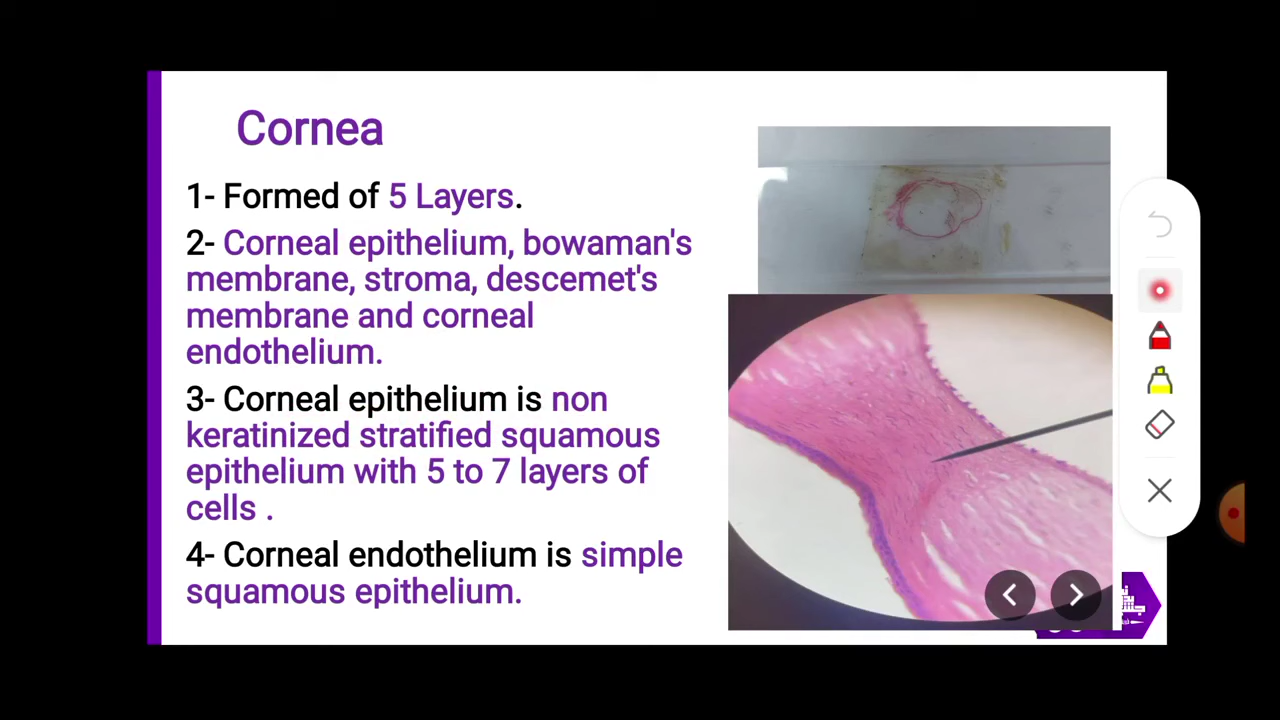 Cornea
1- Formed of 5 Layers.
2- Corneal epithelium, bowaman's
membrane, stroma, descemet's
membrane and corneal
endothelium.
3- Corneal epithelium is non
keratinized stratified squamous
epithelium with 5 to 7 layers of
cells .
4- Corneal endothelium is simple
squamous epithelium.